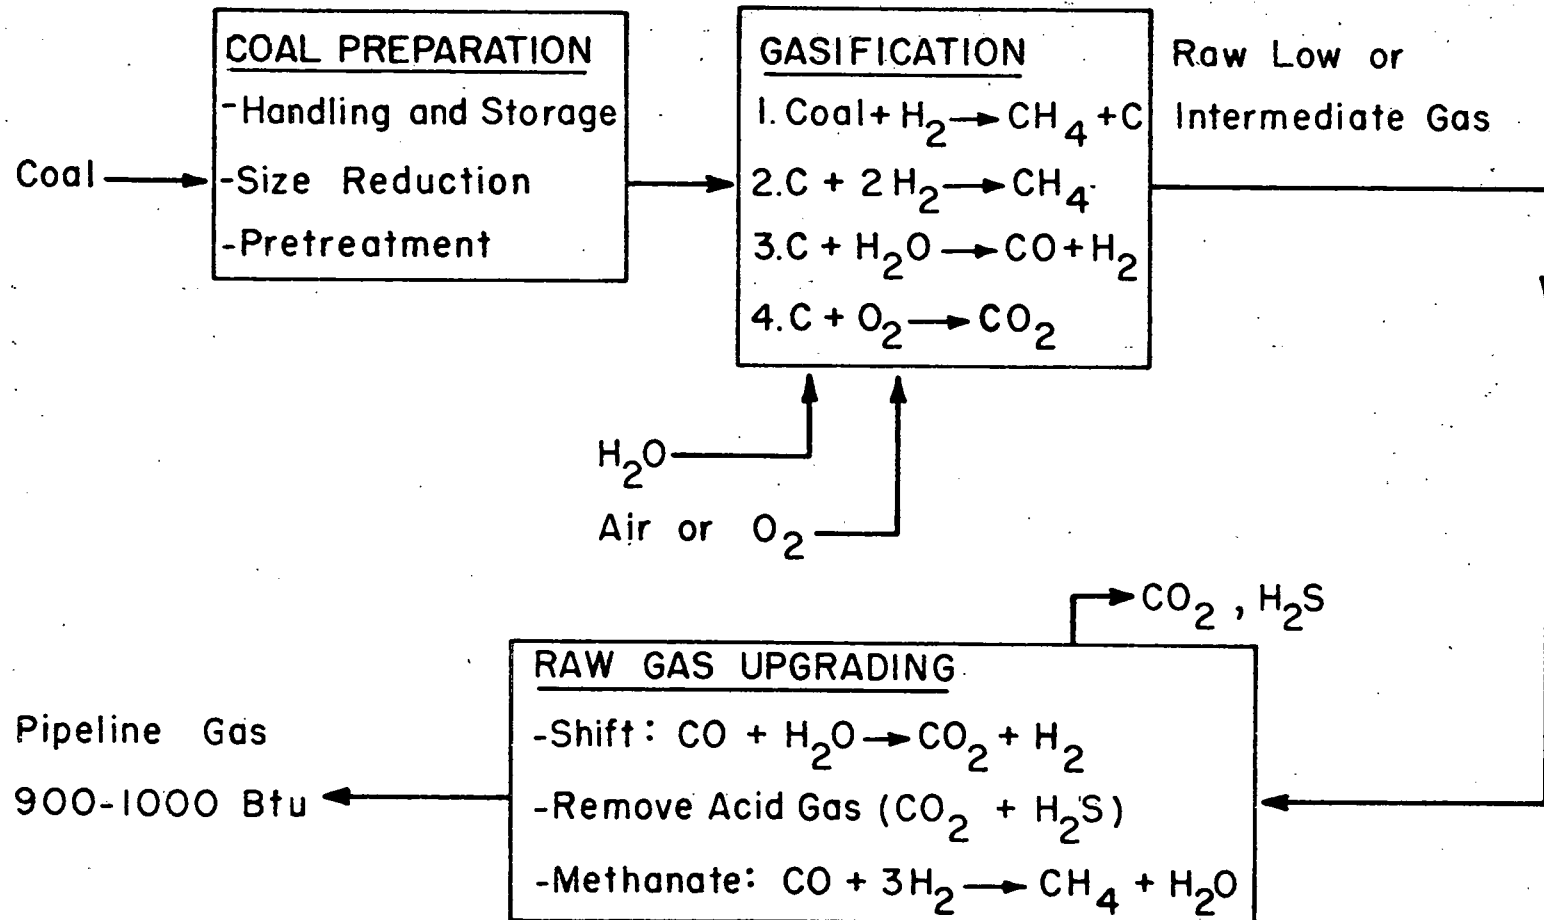 COAL PREPARATION
-Handling and Storage
Coal
-Size Reduction
-Pretreatment
GASIFICATION
1. Coal + H₂ → CH₄ + C
2. C + 2H₂ → CH₄
3. C + H₂O → CO + H₂
4. C + O₂ → CO₂
Raw Low or
Intermediate Gas
H₂O
Air or O₂
CO₂ , H₂S
RAW GAS UPGRADING
-Shift: CO + H₂O → CO₂ + H₂
-Remove Acid Gas (CO₂ + H₂S)
-Methanate: CO + 3H₂ → CH₄ + H₂O
Pipeline Gas
900-1000 Btu